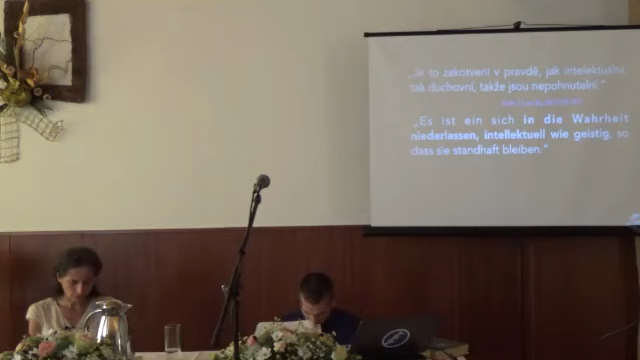 „Je to zakotvení v pravdě, jak intelektuální,
tak duchovní, takže jsou nepohnutelní.“
„Es ist ein sich in die Wahrheit
niederlassen, intellektuell wie geistig, so
dass sie standhaft bleiben.“